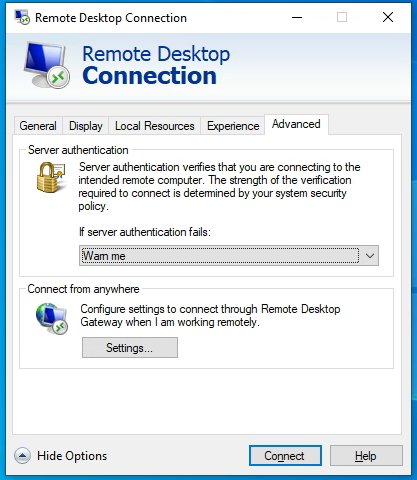 Remote Desktop Connection
Remote Desktop
Connection
General Display Local Resources Experience Advanced
Server authentication
Server authentication verifies that you are connecting to the
intended remote computer. The strength of the verification
required to connect is determined by your system security
policy.
If server authentication fails:
Warn me
Connect from anywhere
Configure settings to connect through Remote Desktop
Gateway when I am working remotely.
Settings...
Hide Options Connect Help